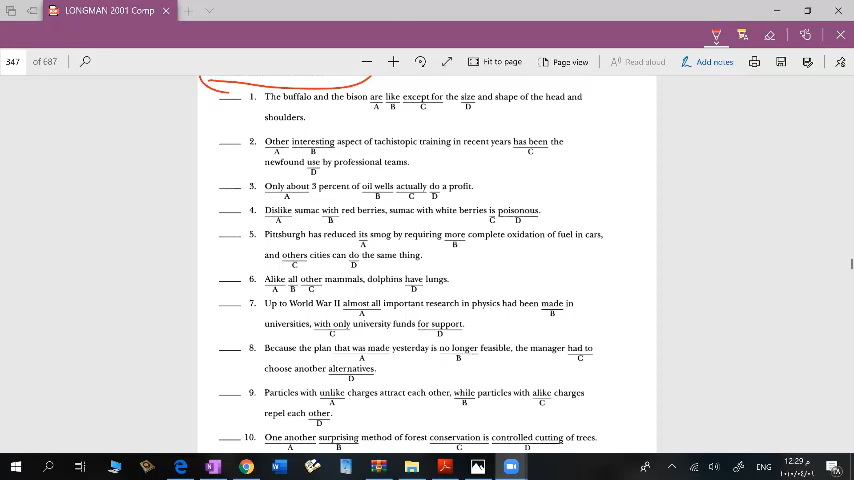 LONGMAN 2001 Comp
347 of 687
Fit to page
Page view
Read aloud
Add notes
1. The buffalo and the bison are like except for the size and shape of the head and
A B C D
shoulders.
2. Other interesting aspect of tachistopic training in recent years has been the
A B C
newfound use by professional teams.
D
3. Only about 3 percent of oil wells actually do a profit.
A B C D
4. Dislike sumac with red berries, sumac with white berries is poisonous.
A B C D
5. Pittsburgh has reduced its smog by requiring more complete oxidation of fuel in cars,
A B
and others cities can do the same thing.
C D
6. Alike all other mammals, dolphins have lungs.
A B C D
7. Up to World War II almost all important research in physics had been made in
A B
universities, with only university funds for support.
C D
8. Because the plan that was made yesterday is no longer feasible, the manager had to
A B C
choose another alternatives.
D
9. Particles with unlike charges attract each other, while particles with alike charges
A B C
repel each other.
D
10. One another surprising method of forest conservation is controlled cutting of trees.
A B C D
ENG
12:29 م